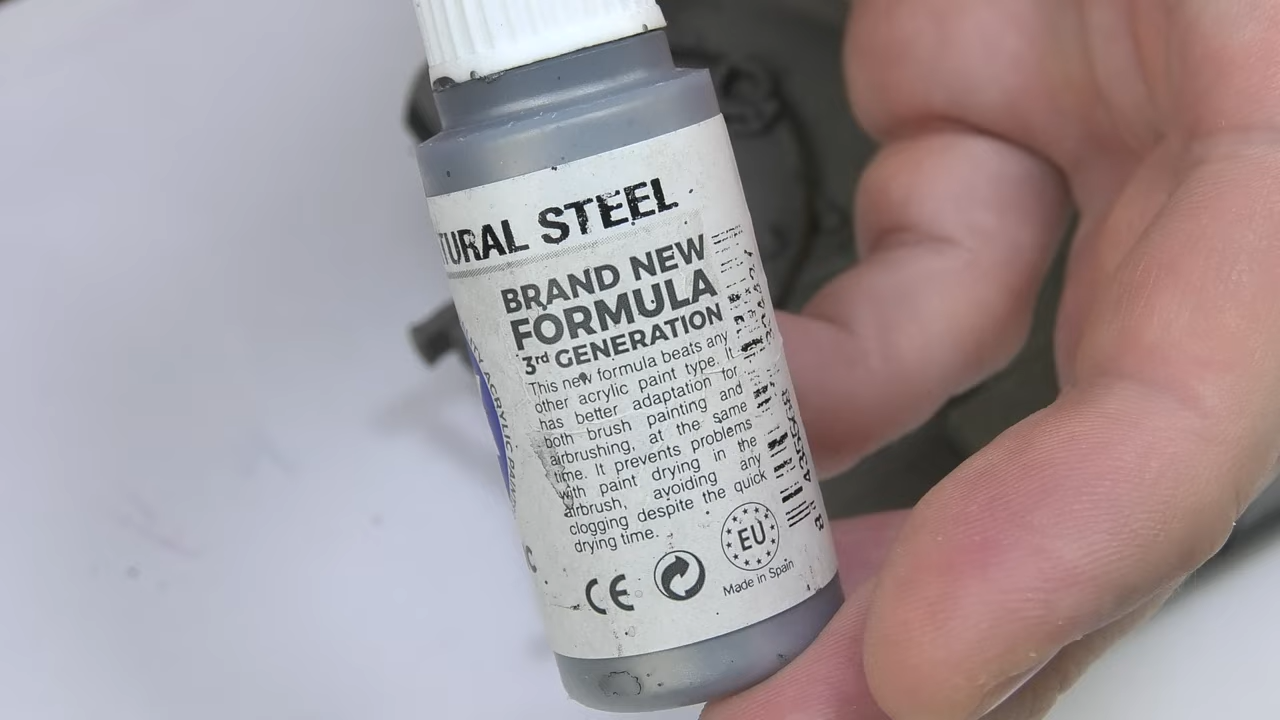 TURAL STEEL
BRAND NEW
FORMULA
3rd GENERATION
This new formula beats any
other acrylic paint type. It
has better adaptation for
both brush painting and
airbrushing, at the same
time. It prevents problems
with paint drying in the
airbrush, avoiding any
clogging despite the quick
drying time.
CE
EU
Made in Spain
ACRYLIC